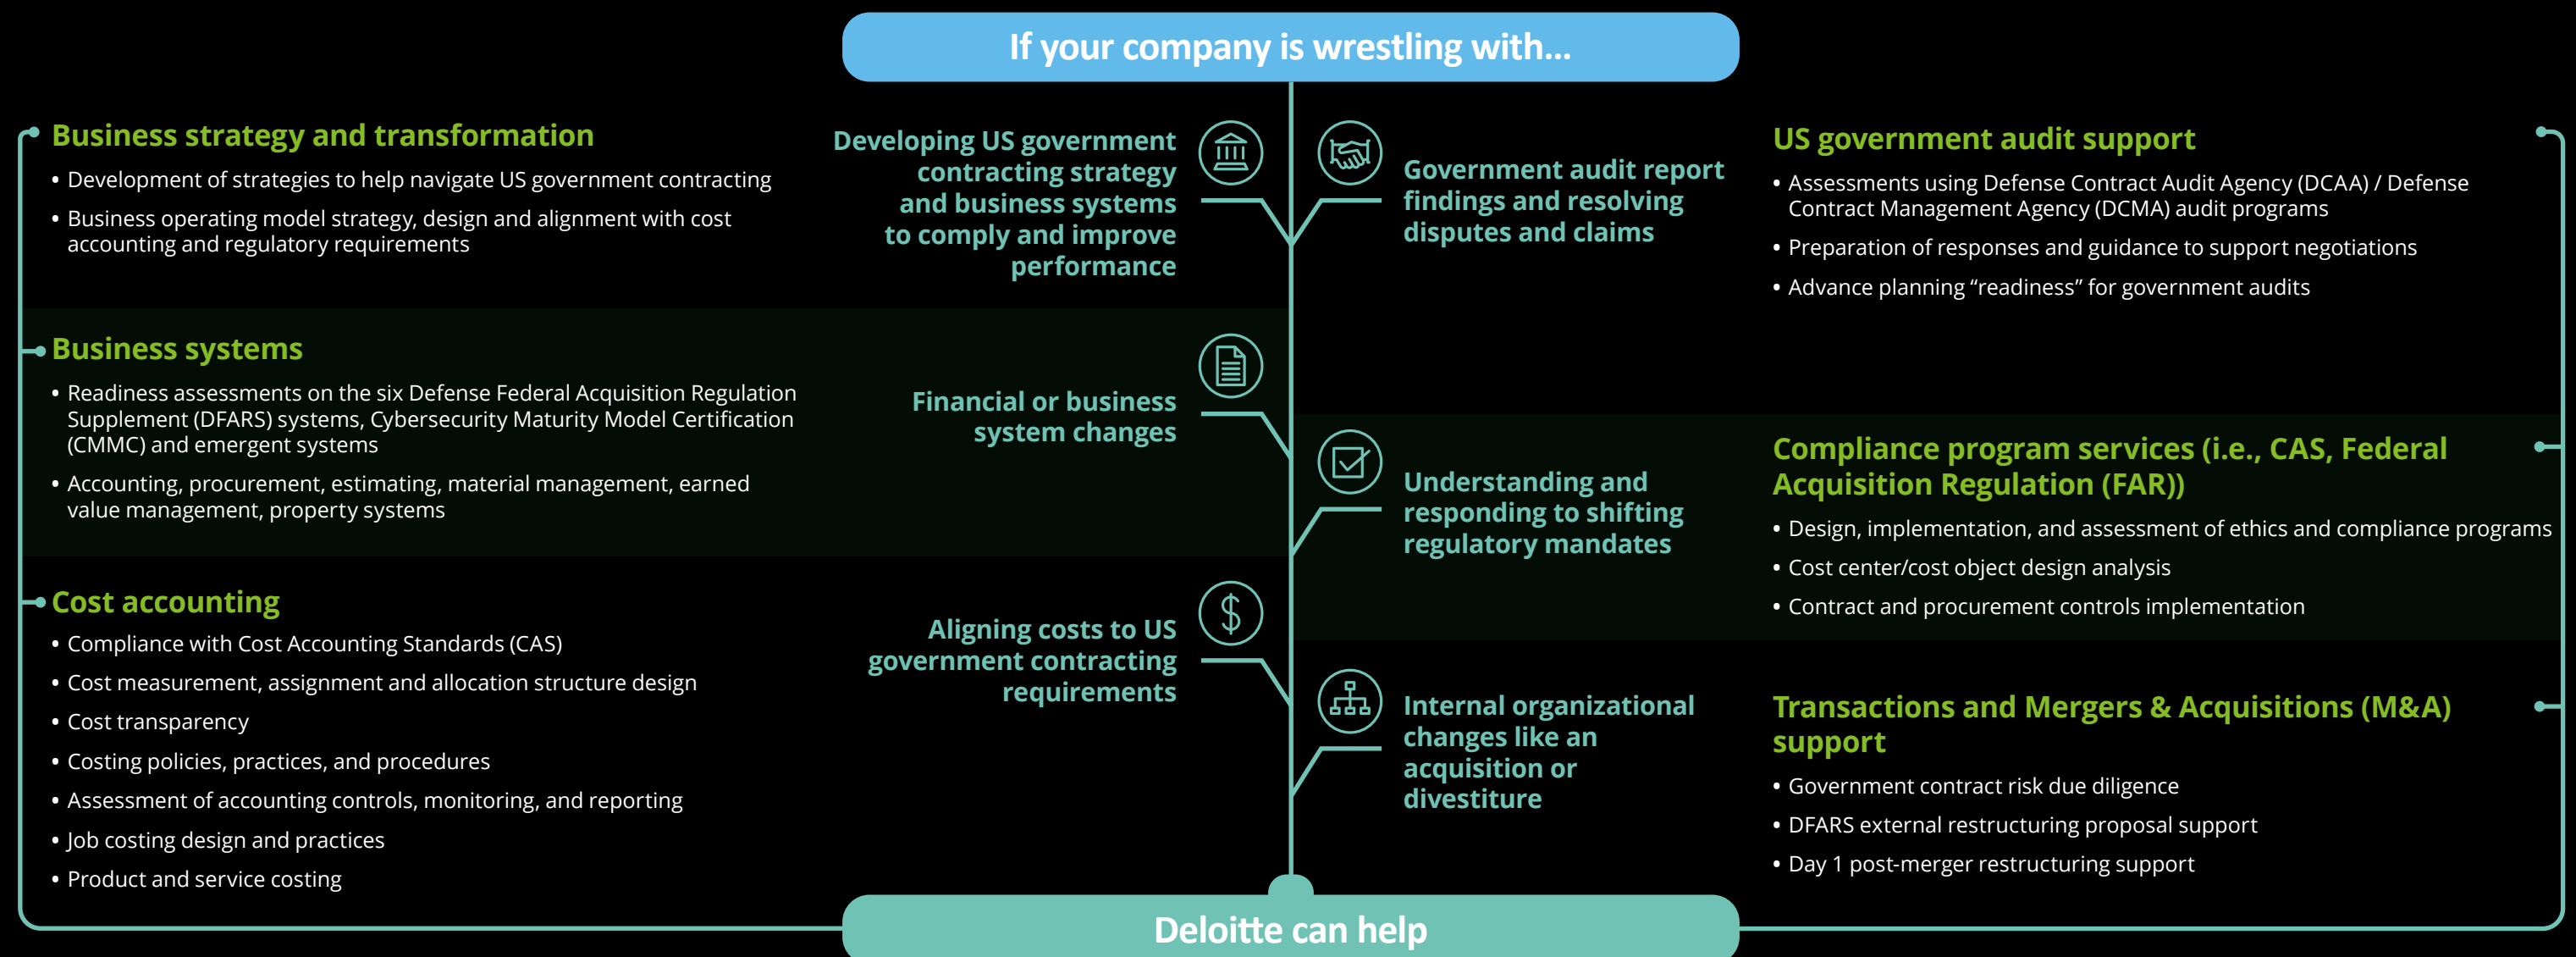 If your company is wrestling with...
Business strategy and transformation
• Development of strategies to help navigate US government contracting
• Business operating model strategy, design and alignment with cost
accounting and regulatory requirements
Developing US government
contracting strategy
and business systems
to comply and improve
performance
Government audit report
findings and resolving
disputes and claims
US government audit support
• Assessments using Defense Contract Audit Agency (DCAA) / Defense
Contract Management Agency (DCMA) audit programs
• Preparation of responses and guidance to support negotiations
• Advance planning “readiness” for government audits
Business systems
• Readiness assessments on the six Defense Federal Acquisition Regulation
Supplement (DFARS) systems, Cybersecurity Maturity Model Certification
(CMMC) and emergent systems
• Accounting, procurement, estimating, material management, earned
value management, property systems
Financial or business
system changes
Understanding and
responding to shifting
regulatory mandates
Compliance program services (i.e., CAS, Federal
Acquisition Regulation (FAR))
• Design, implementation, and assessment of ethics and compliance programs
• Cost center/cost object design analysis
• Contract and procurement controls implementation
Cost accounting
• Compliance with Cost Accounting Standards (CAS)
• Cost measurement, assignment and allocation structure design
• Cost transparency
• Costing policies, practices, and procedures
• Assessment of accounting controls, monitoring, and reporting
• Job costing design and practices
• Product and service costing
Aligning costs to US
government contracting
requirements
$
Internal organizational
changes like an
acquisition or
divestiture
Transactions and Mergers & Acquisitions (M&A)
support
• Government contract risk due diligence
• DFARS external restructuring proposal support
• Day 1 post-merger restructuring support
Deloitte can help